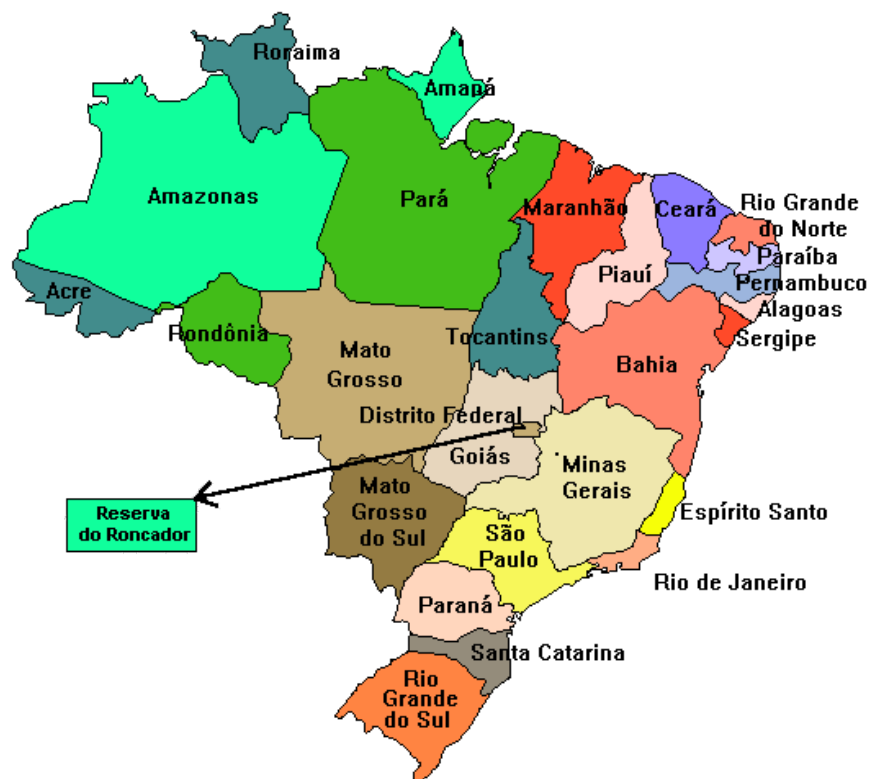 Roraima
Amapá
Amazonas
Pará
Maranhão
Ceará
Rio Grande
do Norte
Paraíba
Piauí
Pernambuco
Acre
Alagoas
Rondônia
Tocantins
Sergipe
Mato
Grosso
Bahia
Distrito Federal
Goiás
Minas
Gerais
Mato
Grosso
do Sul
Reserva
do Roncador
Espírito Santo
São
Paulo
Rio de Janeiro
Paraná
Santa Catarina
Rio
Grande
do Sul